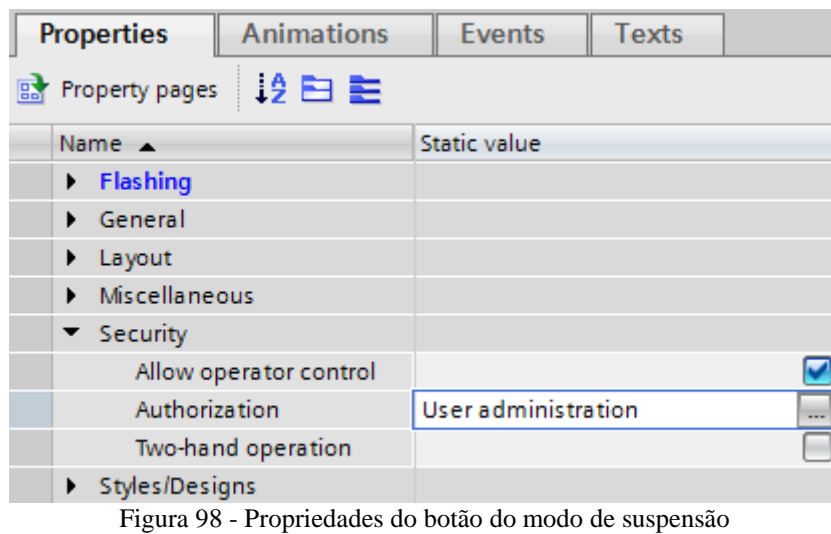 Properties Animations Events Texts
Property pages
Name Static value
Flashing
General
Layout
Miscellaneous
Security
Allow operator control
Authorization User administration ...
Two-hand operation
Styles/Designs
Figura 98 - Propriedades do botão do modo de suspensão